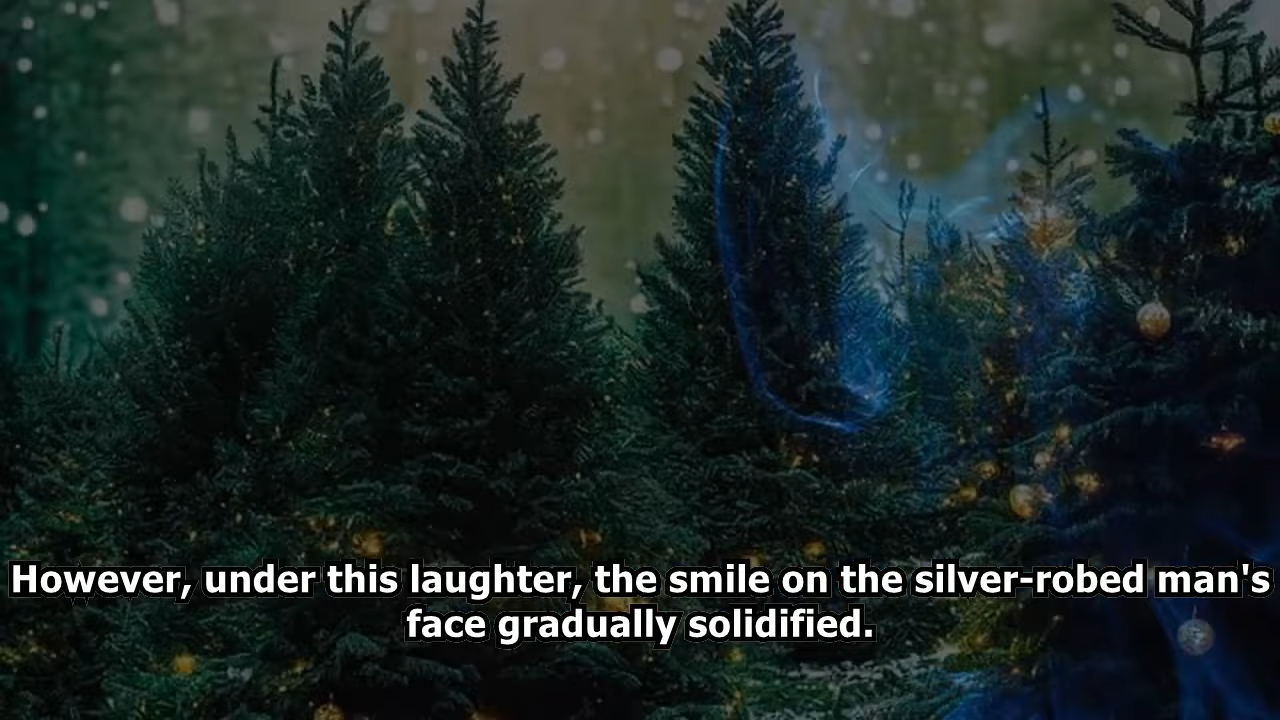 However, under this laughter, the smile on the silver-robed man's
face gradually solidified.